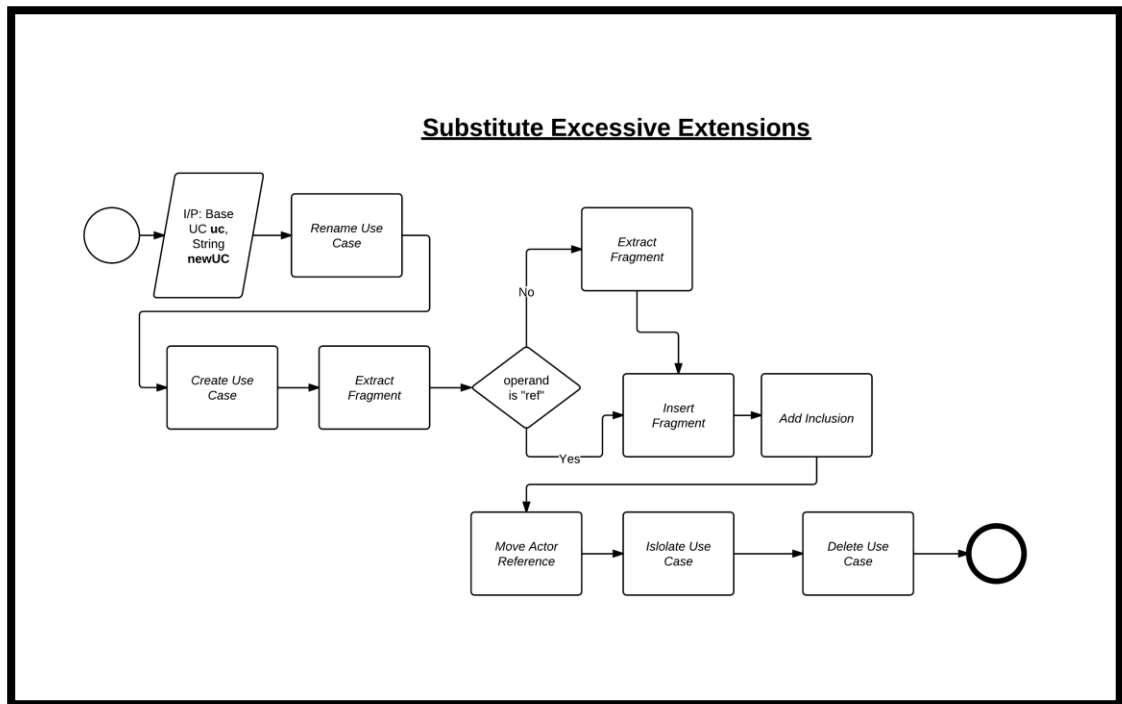 Substitute Excessive Extensions
I/P: Base
UC uc,
String
newUC
Rename Use
Case
Extract
Fragment
No
Create Use
Case
Extract
Fragment
operand
is "ref"
Yes
Insert
Fragment
Add Inclusion
Move Actor
Reference
Islolate Use
Case
Delete Use
Case